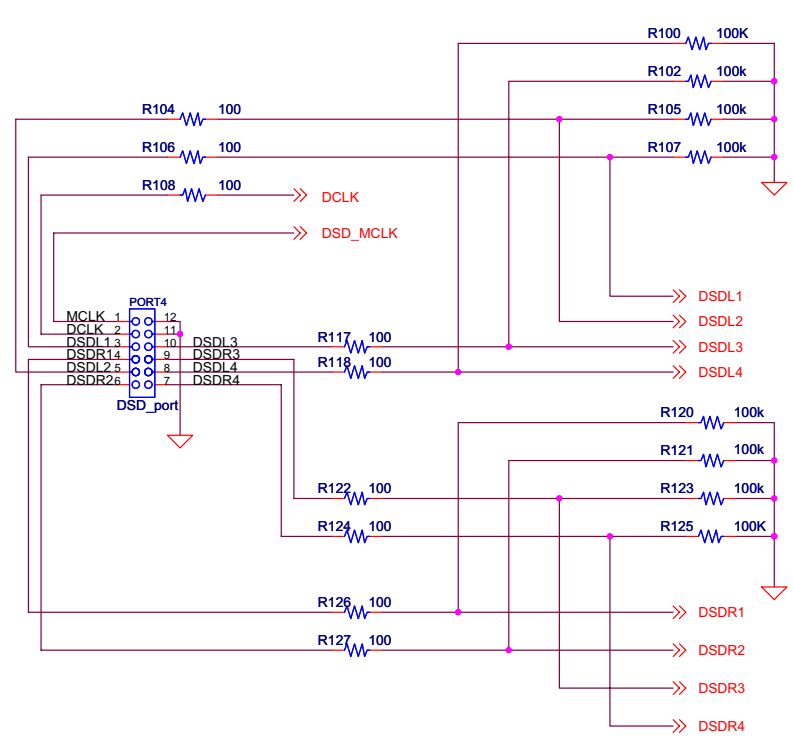 R100 100K
R102 100k
R104 100 R105 100k
R106 100 R107 100k
R108 100
DCLK
DSD_MCLK
DSDL1
PORT4
MCLK 1 12
DSDL2
DCLK 2 11
DSDL1 3 10 DSDL3 R117 100 DSDL3
DSDR1 4 9 DSDR3
DSDL2 5 8 DSDL4 R118 100 DSDL4
DSDR2 6 7 DSDR4
DSD_port
R120 100k
R121 100k
R122 100 R123 100k
R124 100 R125 100K
R126 100 DSDR1
R127 100 DSDR2
DSDR3
DSDR4